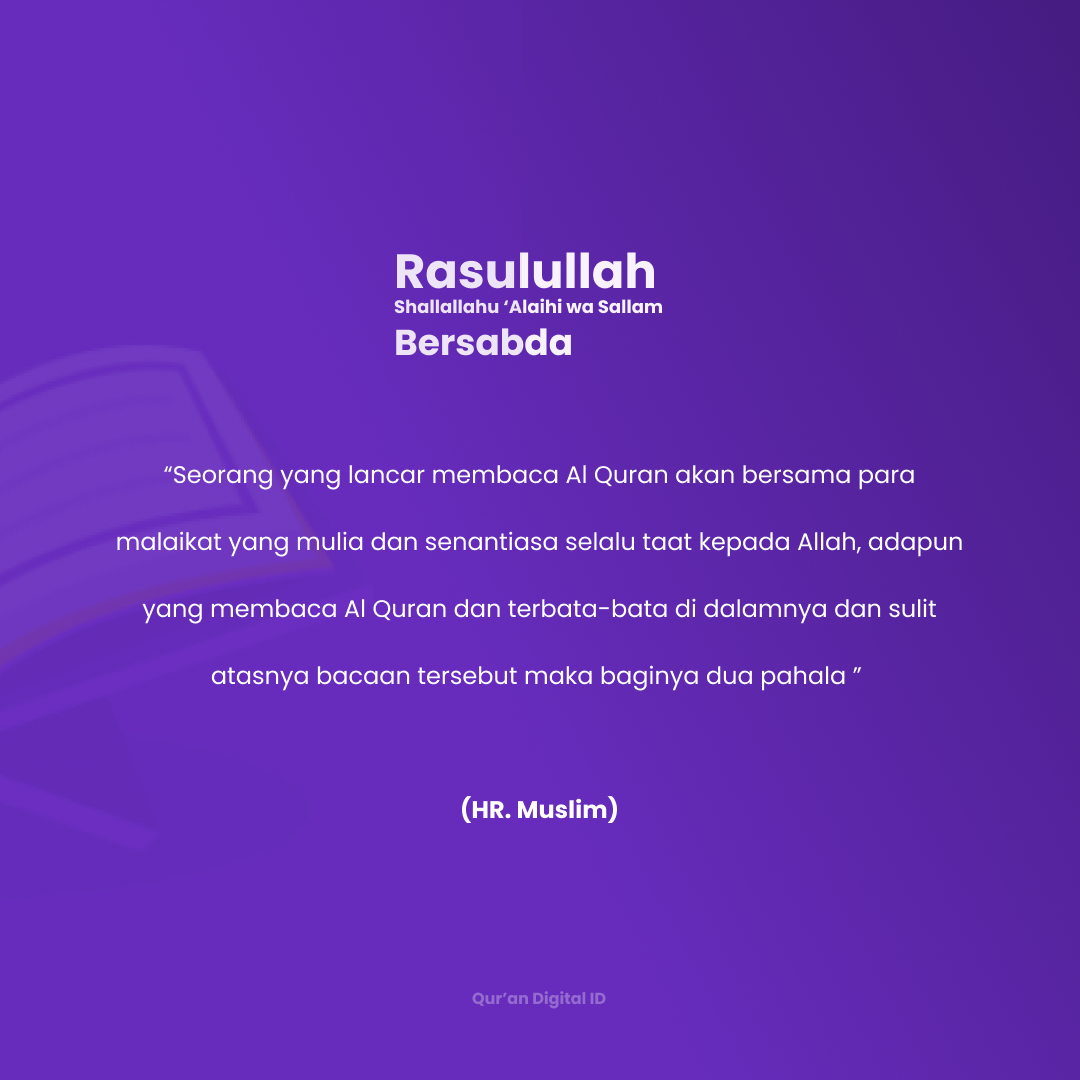 Rasulullah
Shallallahu ‘Alaihi wa Sallam
Bersabda
“Seorang yang lancar membaca Al Quran akan bersama para
malaikat yang mulia dan senantiasa selalu taat kepada Allah, adapun
yang membaca Al Quran dan terbata-bata di dalamnya dan sulit
atasnya bacaan tersebut maka baginya dua pahala ”
(HR. Muslim)
Qur’an Digital ID